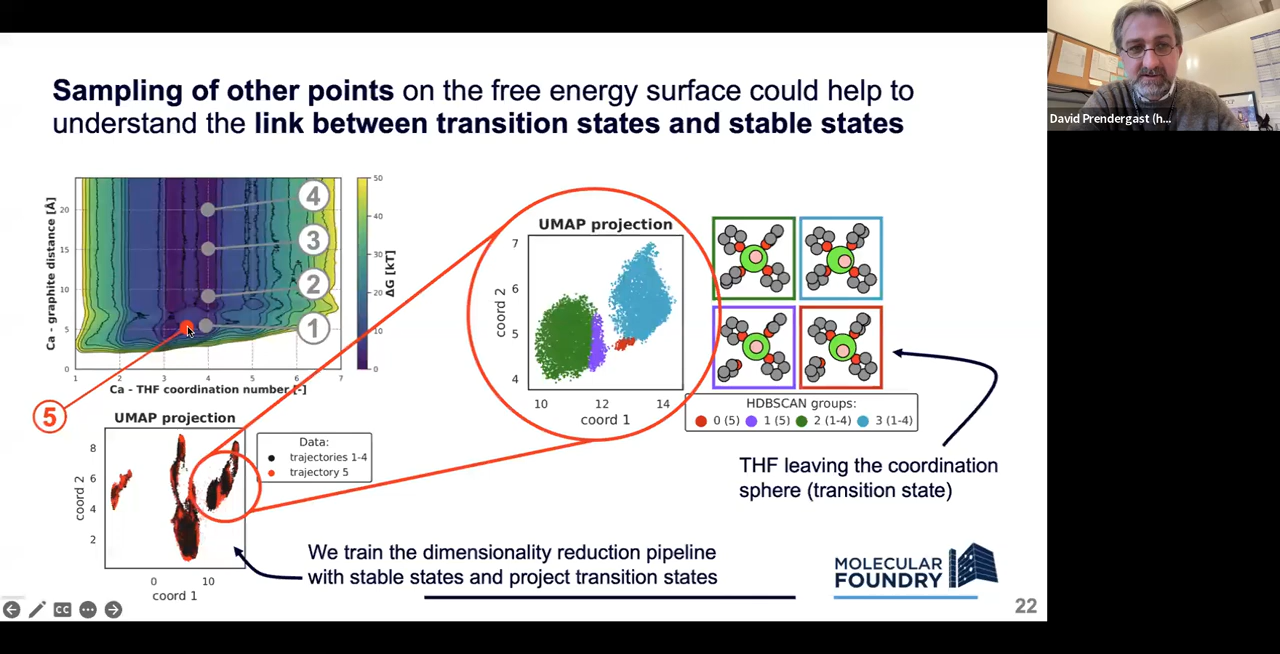 Sampling of other points on the free energy surface could help to
understand the link between transition states and stable states
David Prendergast (h...
Ca - graphite distance [Å]
20
15
10
5
0
1 2 3 4 5 6 7
Ca - THF coordination number [-]
4
3
2
1
5
50
40
30
20
10
0
ΔG [kT]
UMAP projection
coord 2
7
6
5
4
10 12 14
coord 1
HDBSCAN groups:
0 (5) 1 (5) 2 (1-4) 3 (1-4)
THF leaving the coordination
sphere (transition state)
UMAP projection
coord 2
8
6
4
2
0 10
coord 1
Data:
trajectories 1-4
trajectory 5
We train the dimensionality reduction pipeline
with stable states and project transition states
MOLECULAR
FOUNDRY
CC
22